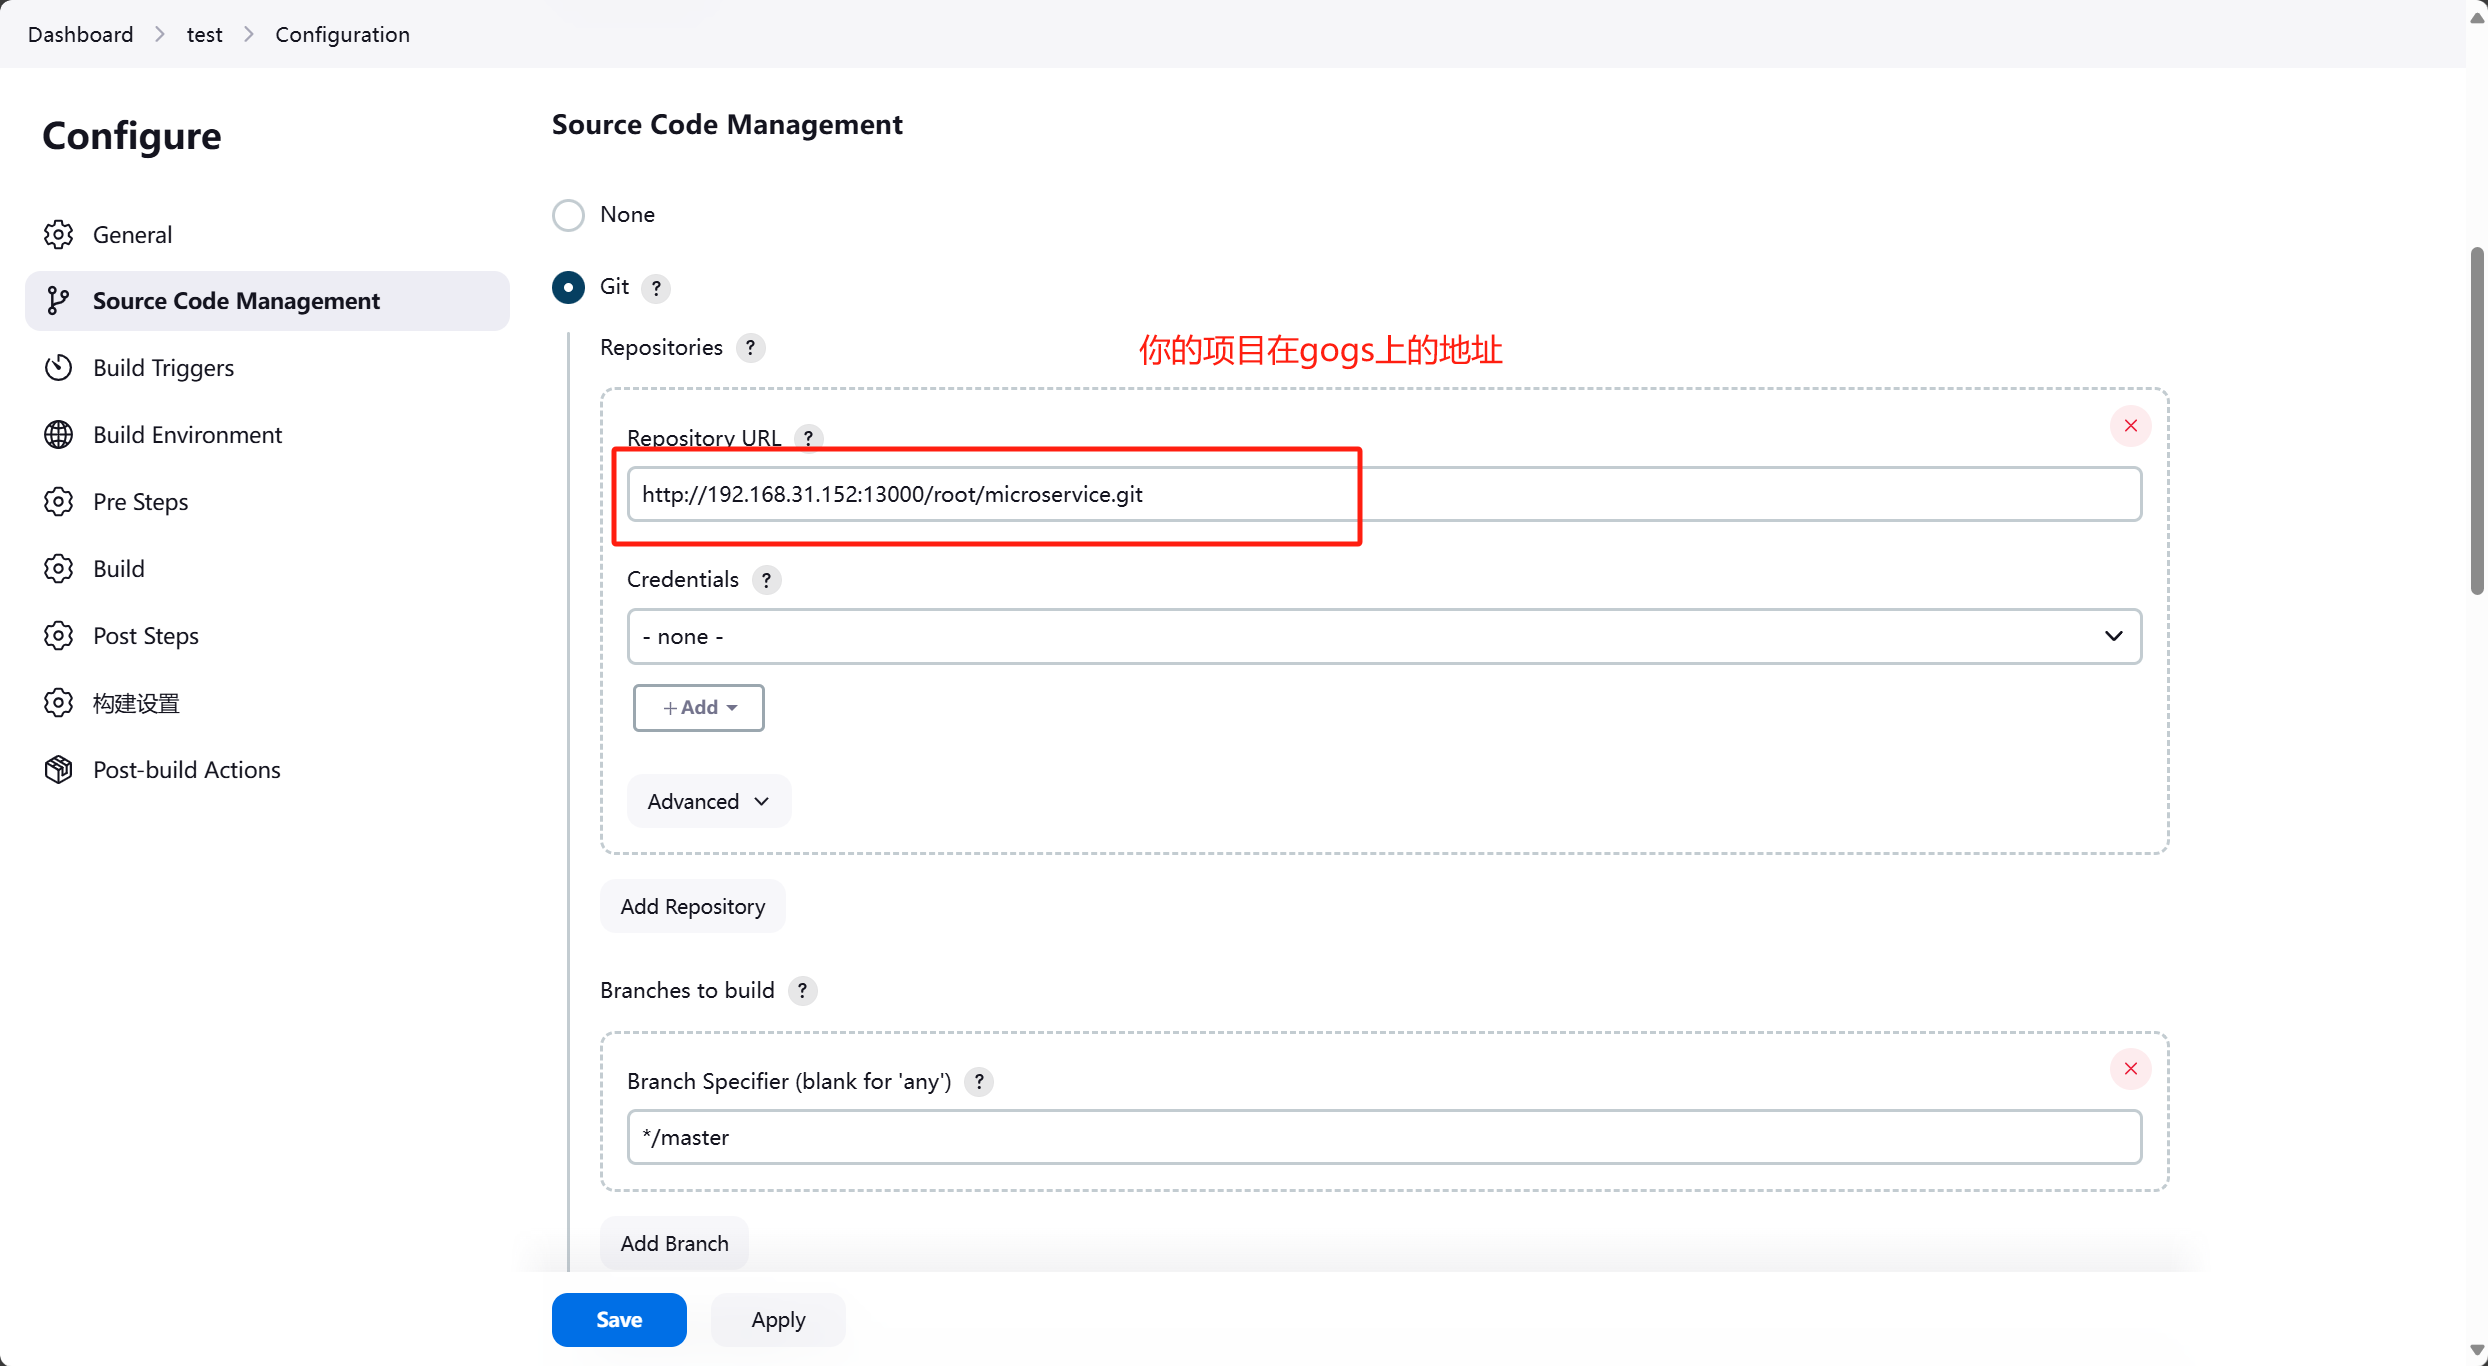 Dashboard > test > Configuration
Configure
General
Source Code Management
Build Triggers
Build Environment
Pre Steps
Build
Post Steps
构建设置
Post-build Actions
Source Code Management
None
Git ?
Repositories ?
你的项目在gogs上的地址
Repository URL ?
http://192.168.31.152:13000/root/microservice.git
Credentials ?
- none -
+ Add
Advanced
Add Repository
Branches to build ?
Branch Specifier (blank for 'any') ?
*/master
Add Branch
Save
Apply